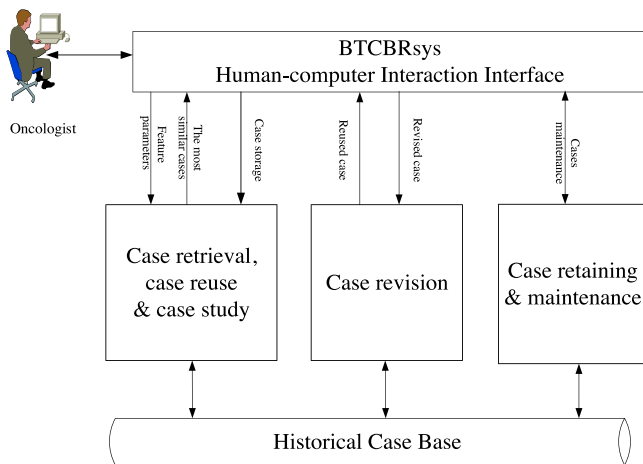 BTCBRsys
Human-computer Interaction Interface
Oncologist
Feature
parameters
The most
similar cases
Case storage
Reused case
Revised case
Cases
maintenance
Case retrieval,
case reuse
& case study
Case revision
Case retaining
& maintenance
Historical Case Base